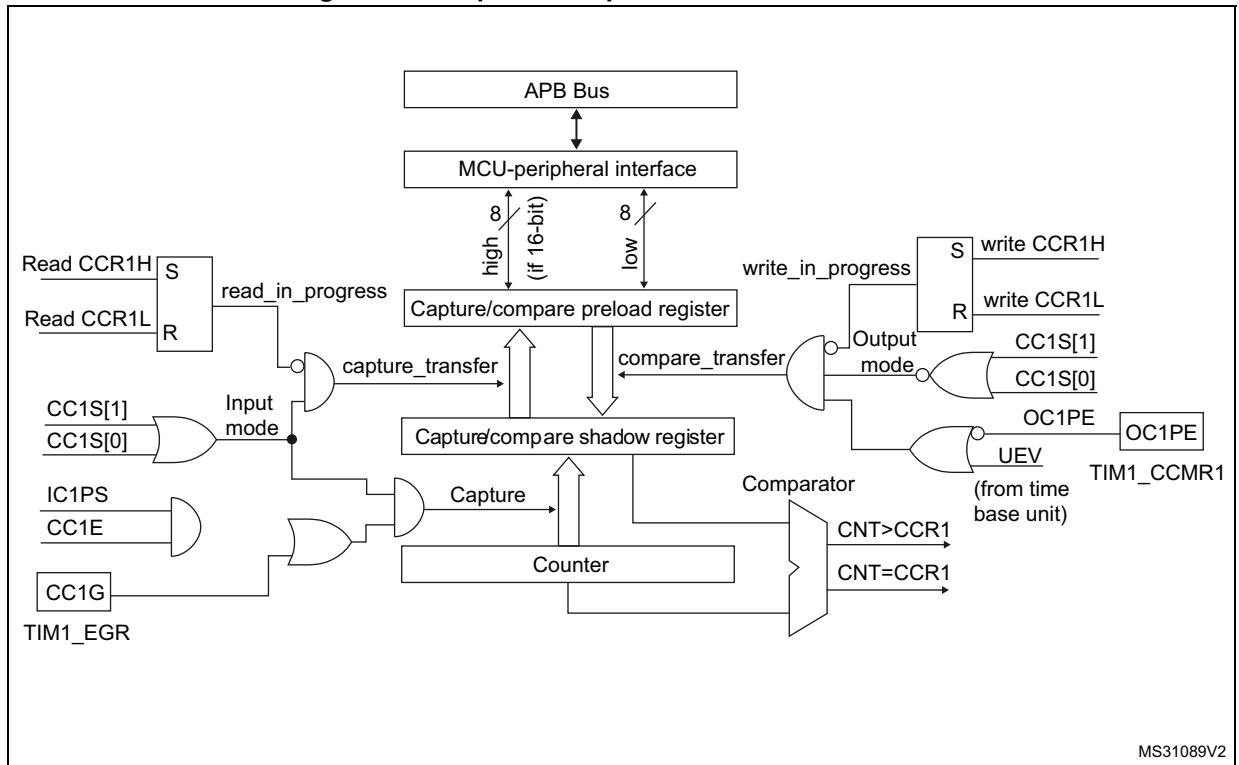 APB Bus
MCU-peripheral interface
8
high
(if 16-bit)
8
low
Read CCR1H
S
read_in_progress
Read CCR1L
R
write_in_progress
S
write CCR1H
R
write CCR1L
Capture/compare preload register
capture_transfer
compare_transfer
Output
mode
CC1S[1]
CC1S[0]
CC1S[1]
CC1S[0]
Input
mode
Capture/compare shadow register
OC1PE
OC1PE
UEV
TIM1_CCMR1
(from time
base unit)
IC1PS
CC1E
Capture
Comparator
CNT>CCR1
CNT=CCR1
Counter
CC1G
TIM1_EGR
MS31089V2